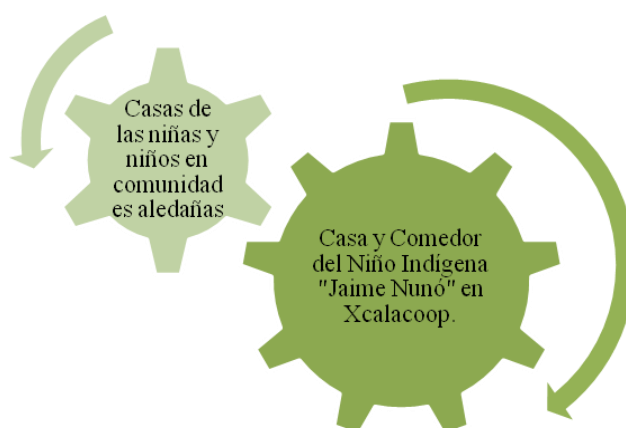 Casas de
las niñas y
niños en
comunidad
es aledañas
Casa y Comedor
del Niño Indígena
"Jaime Nunó" en
Xcalacoop.